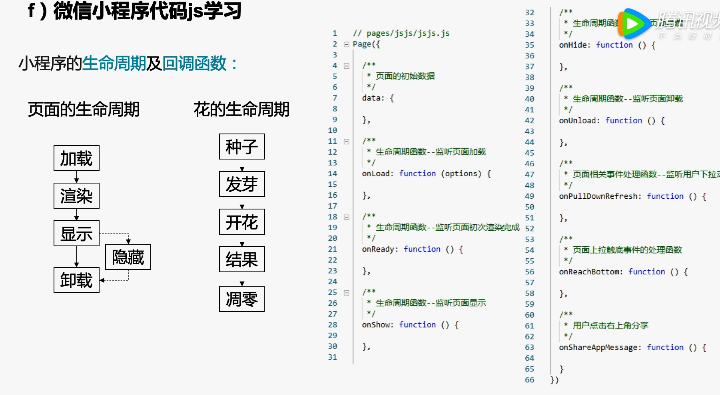 f）微信小程序代码js学习
小程序的生命周期及回调函数：
页面的生命周期
加载
渲染
显示
隐藏
卸载
花的生命周期
种子
发芽
开花
结果
凋零
1 // pages/jsjs/jsjs.js
2 Page({
3
4 /**
5 * 页面的初始数据
6 */
7 data: {
8
9 },
10
11 /**
12 * 生命周期函数--监听页面加载
13 */
14 onLoad: function (options) {
15
16 },
17
18 /**
19 * 生命周期函数--监听页面初次渲染完成
20 */
21 onReady: function () {
22
23 },
24
25 /**
26 * 生命周期函数--监听页面显示
27 */
28 onShow: function () {
29
30 },
31
32 /**
33 * 生命周期函
34 */
35 onHide: function () {
36
37 },
38
39 /**
40 * 生命周期函数--监听页面卸载
41 */
42 onUnload: function () {
43
44 },
45
46 /**
47 * 页面相关事件处理函数--监听用户下拉
48 */
49 onPullDownRefresh: function () {
50
51 },
52
53 /**
54 * 页面上拉触底事件的处理函数
55 */
56 onReachBottom: function () {
57
58 },
59
60 /**
61 * 用户点击右上角分享
62 */
63 onShareAppMessage: function () {
64
65 }
66 })
腾讯视频